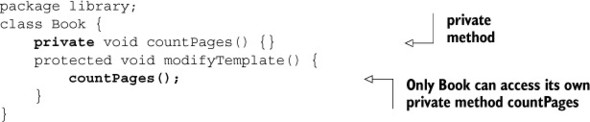 package library;
class Book {
    private void countPages() {}
    protected void modifyTemplate() {
        countPages();
    }
}
private
method
Only Book can access its own
private method countPages